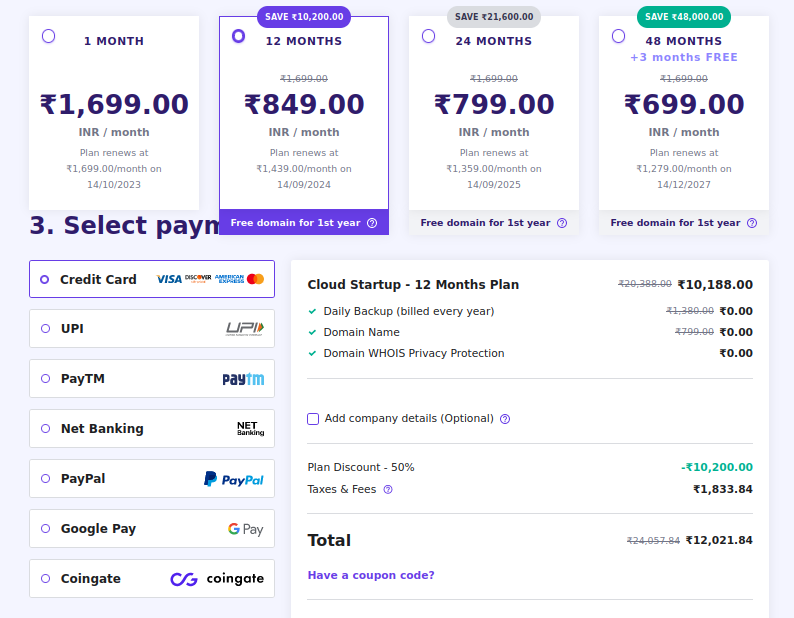 SAVE ₹10,200.00
SAVE ₹21,600.00
SAVE ₹48,000.00
1 MONTH
₹1,699.00
INR / month
Plan renews at
₹1,699.00/month on
14/10/2023
12 MONTHS
₹1,699.00
₹849.00
INR / month
Plan renews at
₹1,439.00/month on
14/09/2024
Free domain for 1st year ?
24 MONTHS
₹1,699.00
₹799.00
INR / month
Plan renews at
₹1,359.00/month on
14/09/2025
Free domain for 1st year ?
48 MONTHS
+3 months FREE
₹1,699.00
₹699.00
INR / month
Plan renews at
₹1,279.00/month on
14/12/2027
Free domain for 1st year ?
3. Select paym
Credit Card VISA DISCOVER AMERICAN EXPRESS
UPI UPI
PayTM paytm
Net Banking NET Banking
PayPal PayPal
Google Pay G Pay
Coingate coingate
Cloud Startup - 12 Months Plan ₹20,388.00 ₹10,188.00
Daily Backup (billed every year) ₹1,380.00 ₹0.00
Domain Name ₹799.00 ₹0.00
Domain WHOIS Privacy Protection ₹0.00
Add company details (Optional) ?
Plan Discount - 50% -₹10,200.00
Taxes & Fees ? ₹1,833.84
Total ₹24,057.84 ₹12,021.84
Have a coupon code?